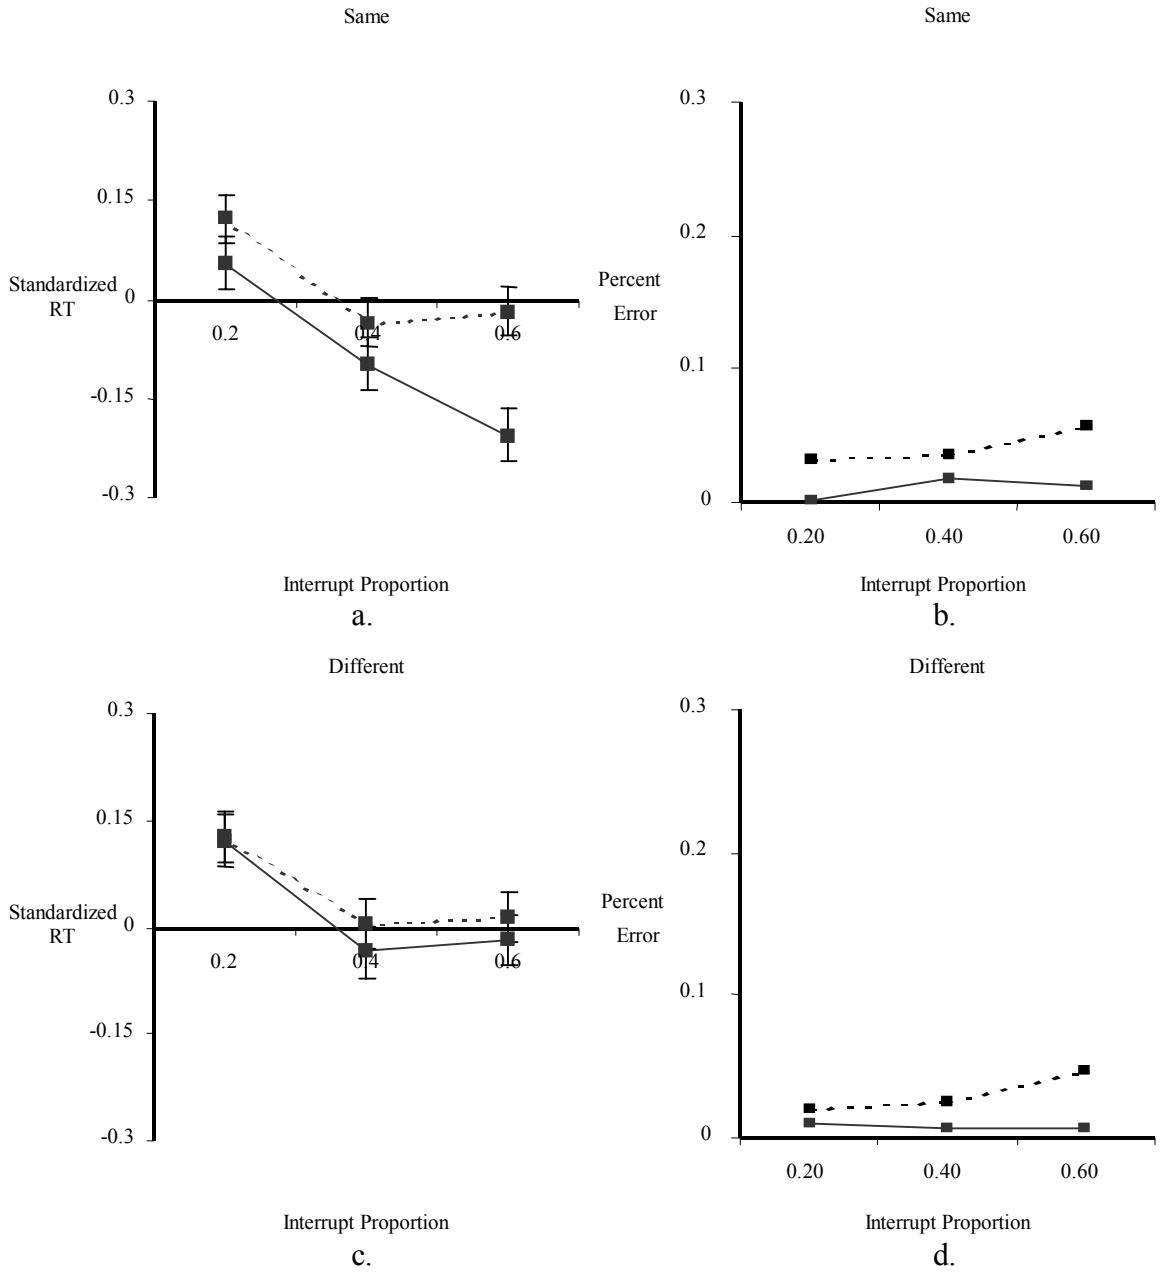 Same
0.3
0.15
Standardized
RT
0
-0.15
-0.3
0.2
0.4
0.6
Interrupt Proportion
a.
Same
0.3
0.2
Percent
Error
0.1
0
0.20 0.40 0.60
Interrupt Proportion
b.
Different
0.3
0.15
Standardized
RT
0
-0.15
-0.3
0.2
0.4
0.6
Interrupt Proportion
c.
Different
0.3
0.2
Percent
Error
0.1
0
0.20 0.40 0.60
Interrupt Proportion
d.